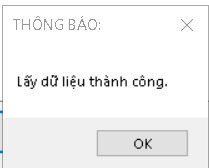 THÔNG BÁO:
Lấy dữ liệu thành công.
OK